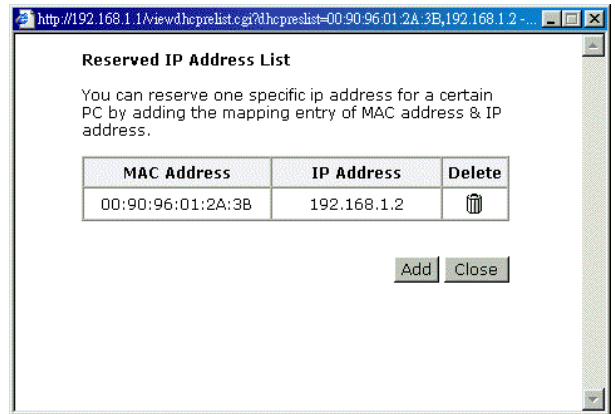 http://192.168.1.1/viewdhcprelist.cgi?dhcpreslist=00:90:96:01:2A:3B,192.168.1.2 -...
Reserved IP Address List
You can reserve one specific ip address for a certain
PC by adding the mapping entry of MAC address & IP
address.
MAC Address IP Address Delete
00:90:96:01:2A:3B 192.168.1.2
Add Close